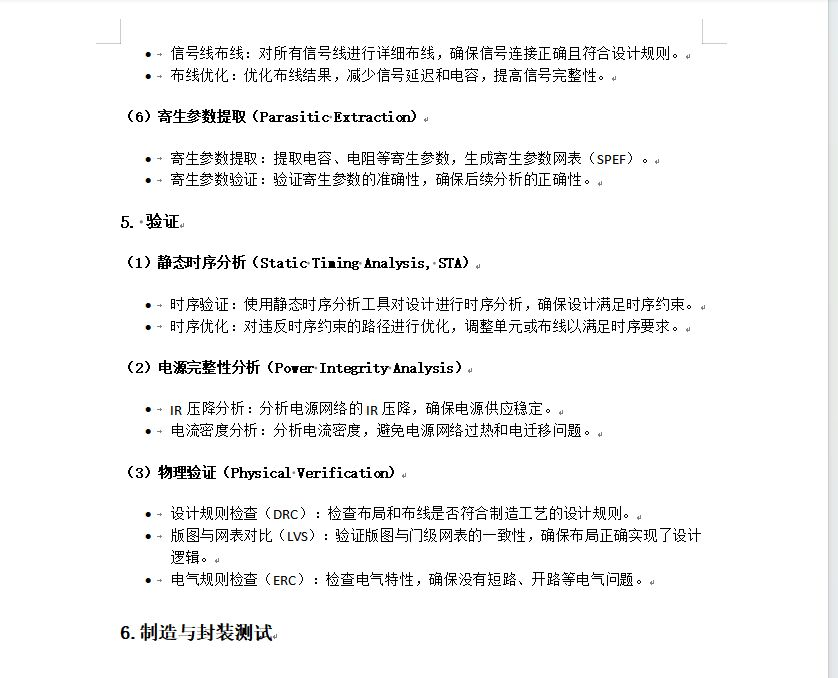 • 信号线布线：对所有信号线进行详细布线，确保信号连接正确且符合设计规则。
• 布线优化：优化布线结果，减少信号延迟和电容，提高信号完整性。
（6）寄生参数提取（Parasitic Extraction）
• 寄生参数提取：提取电容、电阻等寄生参数，生成寄生参数网表（SPEF）。
• 寄生参数验证：验证寄生参数的准确性，确保后续分析的正确性。
5. 验证
（1）静态时序分析（Static Timing Analysis, STA）
• 时序验证：使用静态时序分析工具对设计进行时序分析，确保设计满足时序约束。
• 时序优化：对违反时序约束的路径进行优化，调整单元或布线以满足时序要求。
（2）电源完整性分析（Power Integrity Analysis）
• IR 压降分析：分析电源网络的 IR 压降，确保电源供应稳定。
• 电流密度分析：分析电流密度，避免电源网络过热和电迁移问题。
（3）物理验证（Physical Verification）
• 设计规则检查（DRC）：检查布局和布线是否符合制造工艺的设计规则。
• 版图与网表对比（LVS）：验证版图与门级网表的一致性，确保布局正确实现了设计
逻辑。
• 电气规则检查（ERC）：检查电气特性，确保没有短路、开路等电气问题。
6. 制造与封装测试